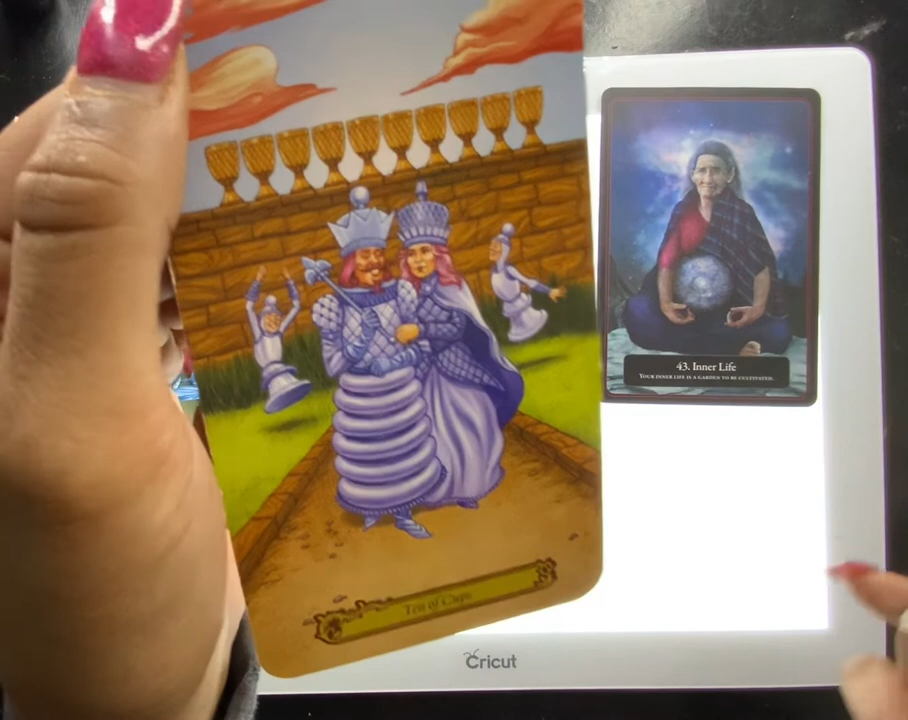 43. Inner Life
YOUR INNER LIFE IS A GARDEN TO BE CULTIVATED.
Ten of Cups
Cricut